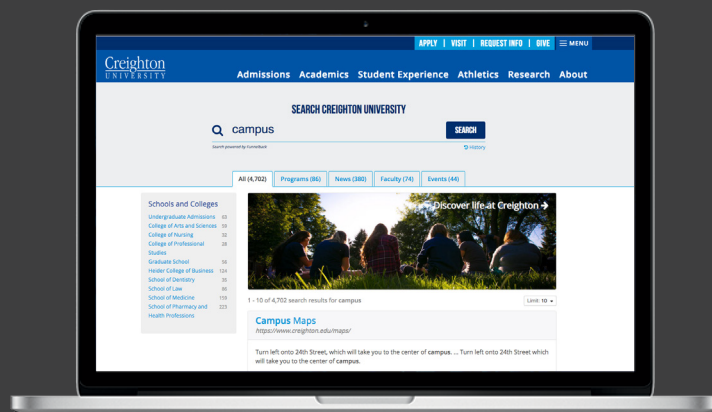 APPLY | VISIT | REQUEST INFO | GIVE ☰ MENU
Creighton
UNIVERSITY
Admissions Academics Student Experience Athletics Research About
SEARCH CREIGHTON UNIVERSITY
campus
SEARCH
Search powered by Funnelback
History
All (4,702) Programs (86) News (380) Faculty (74) Events (44)
Schools and Colleges
Undergraduate Admissions 63
College of Arts and Sciences
College of Nursing 32
College of Professional 28
Studies
Graduate School
Heider College of Business 124
School of Dentistry 35
School of Law
School of Medicine
School of Pharmacy and 223
Health Professions
Discover life at Creighton →
1 - 10 of 4,702 search results for campus
Limit: 10
Campus Maps
https://www.creighton.edu/maps/
Turn left onto 24th Street, which will take you to the center of campus. ... Turn left onto 24th Street which
will take you to the center of campus.